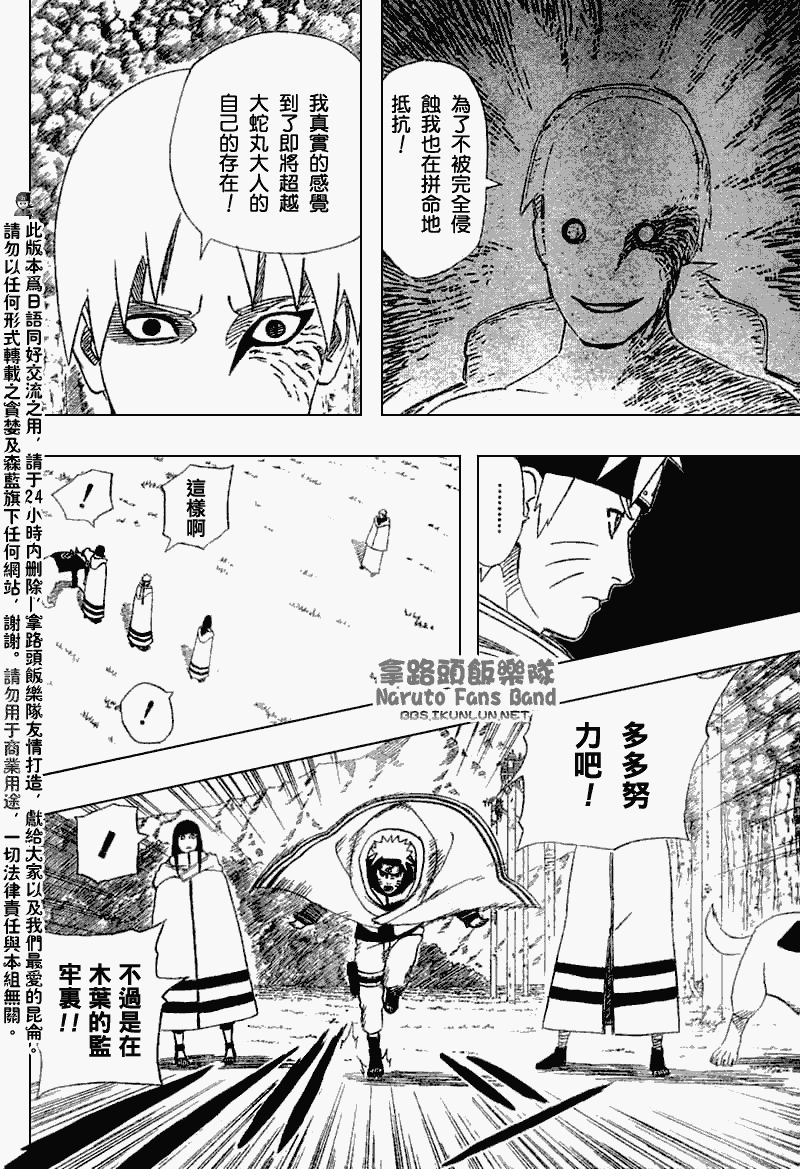 為了不被完全侵
蝕我也在拼命地
抵抗！
我真實的感覺
到了即將超越
大蛇丸大人的
自己的存在！
………
這樣啊
！
！
多多努
力吧！
！
不過是在
木葉的監
牢裏!!
拿路頭飯樂隊
Naruto Fans Band
BBS.IKUNLUN.NET
此版本爲日語同好交流之用，請于24小時内删除—拿路頭飯樂隊友情打造，獻給大家以及我們最愛的昆侖。
請勿以任何形式轉載之貪婪及森藍旗下任何網站，謝謝。請勿用于商業用途，一切法律責任與本組無關。